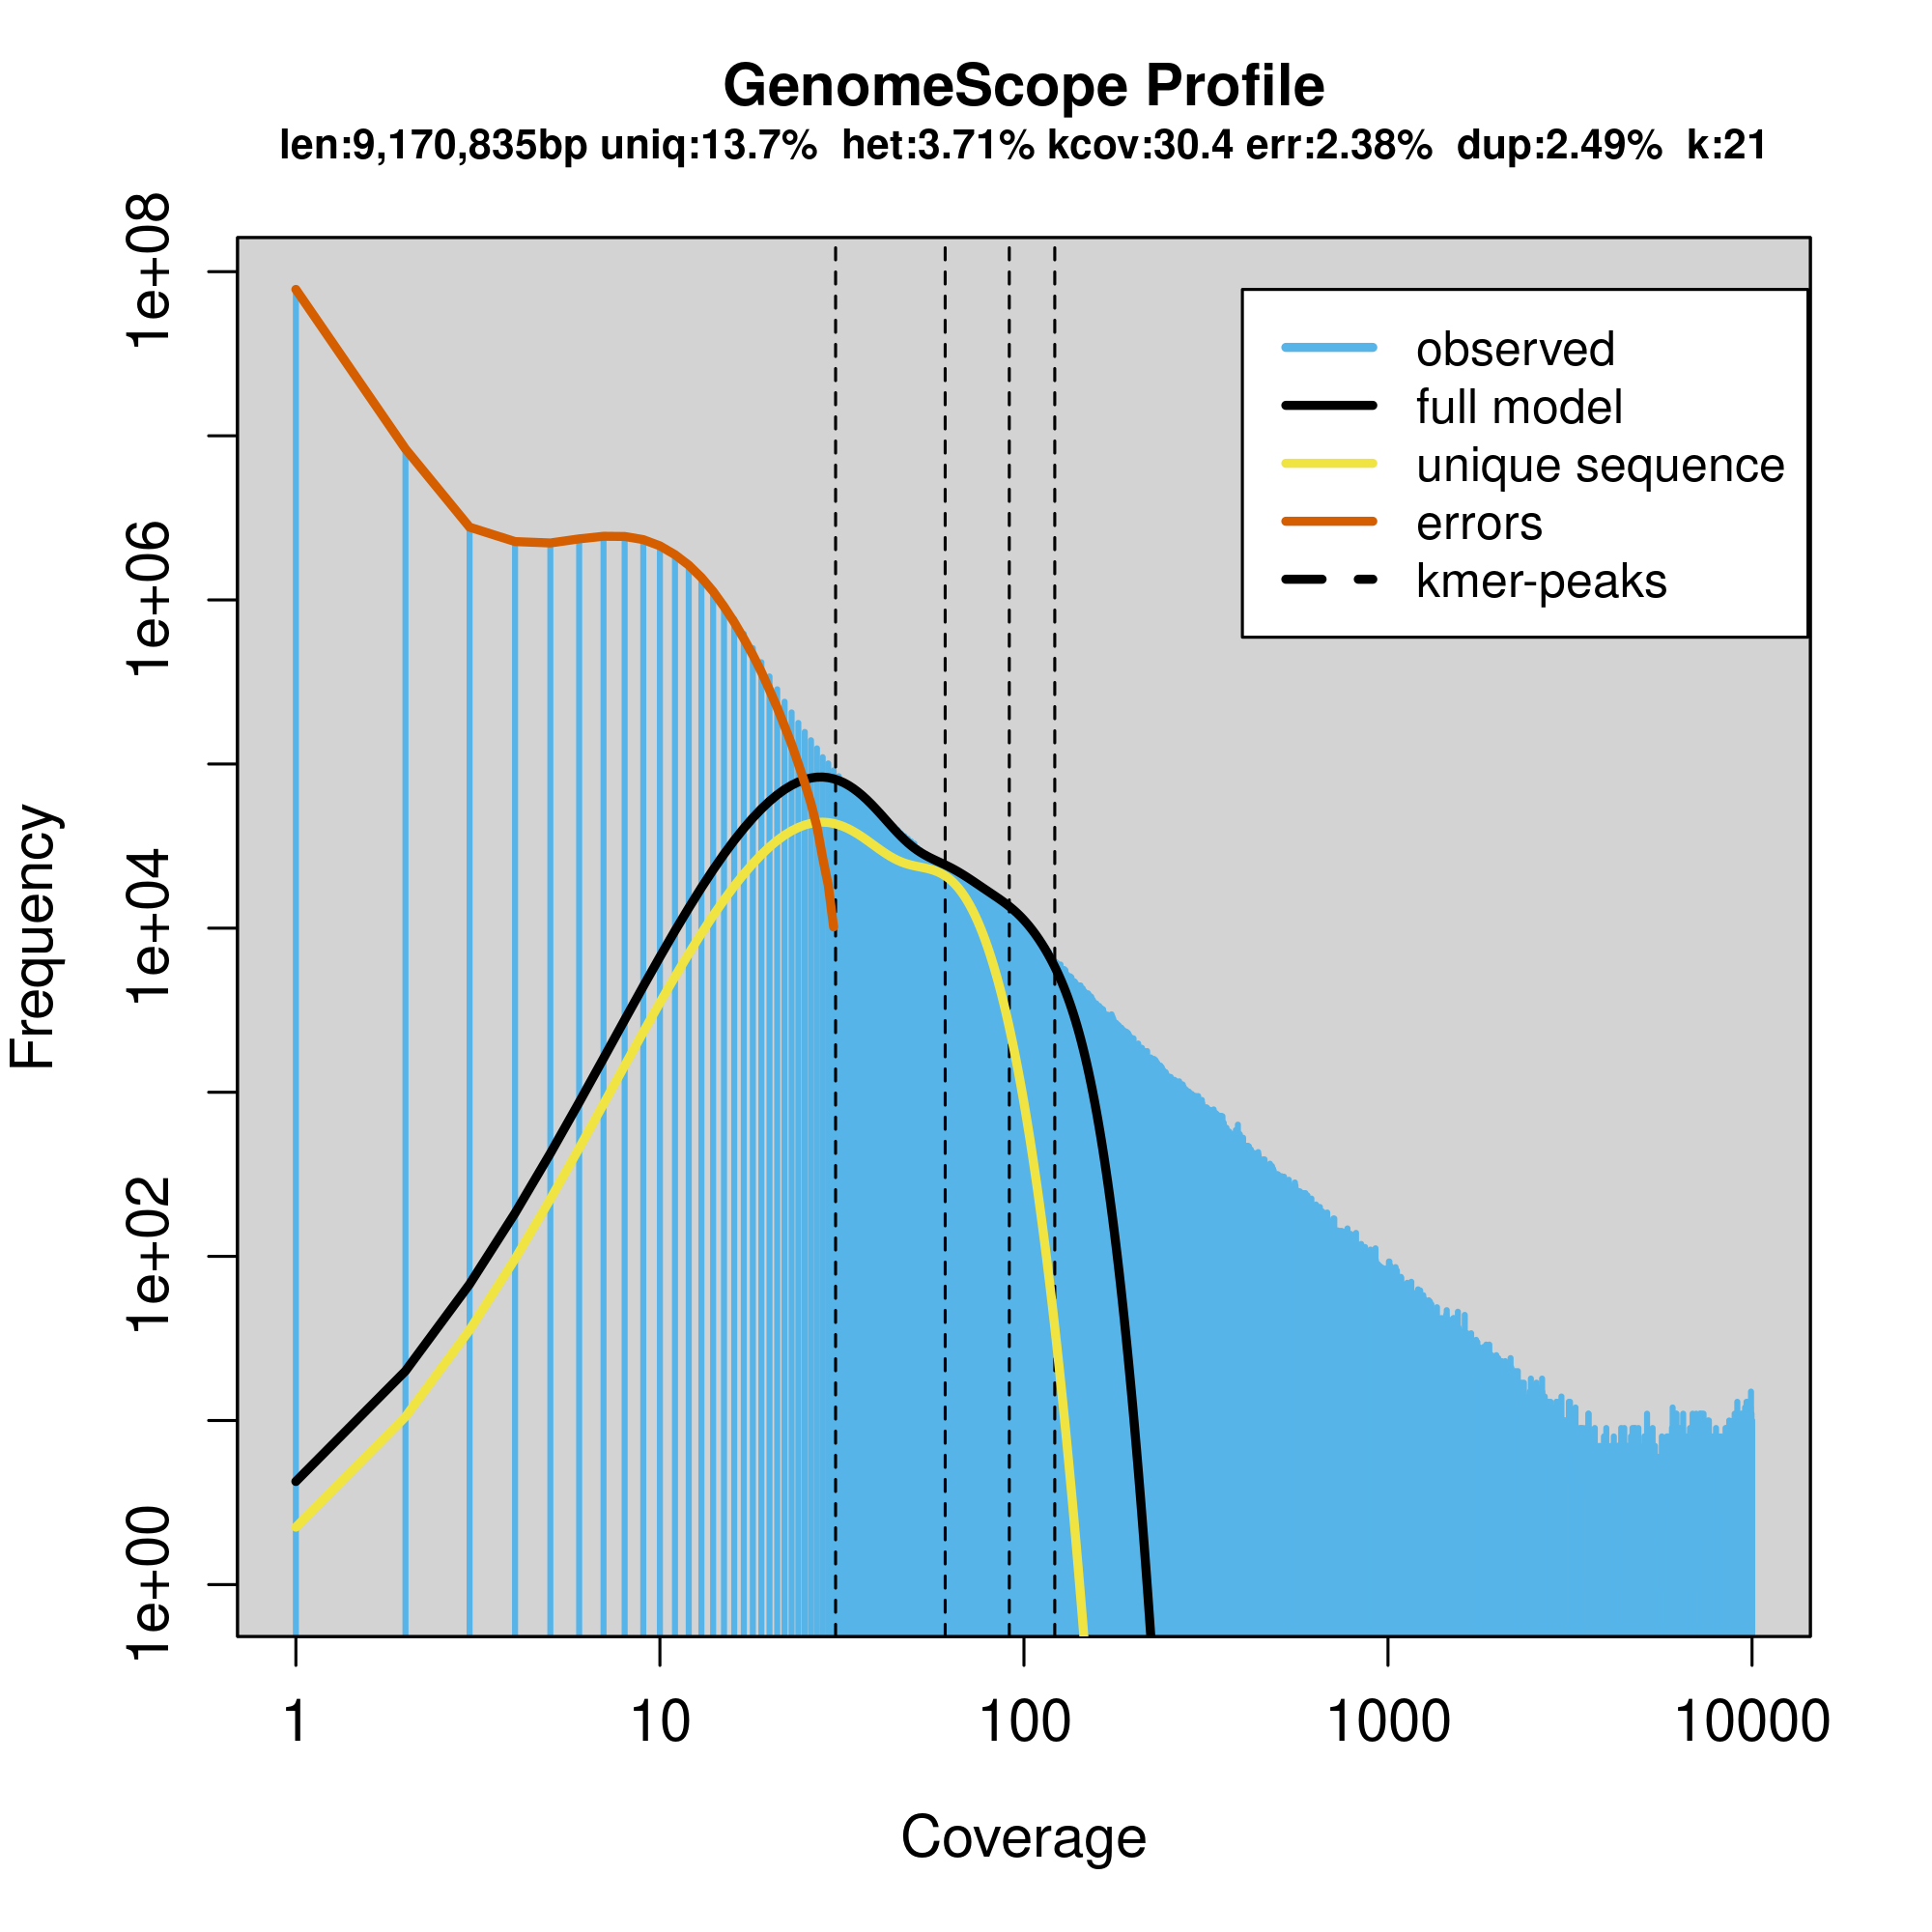 GenomeScope Profile
len:9,170,835bp uniq:13.7% het:3.71% kcov:30.4 err:2.38% dup:2.49% k:21
Frequency
1e+08
1e+06
1e+04
1e+02
1e+00
observed
full model
unique sequence
errors
kmer-peaks
1 10 100 1000 10000
Coverage